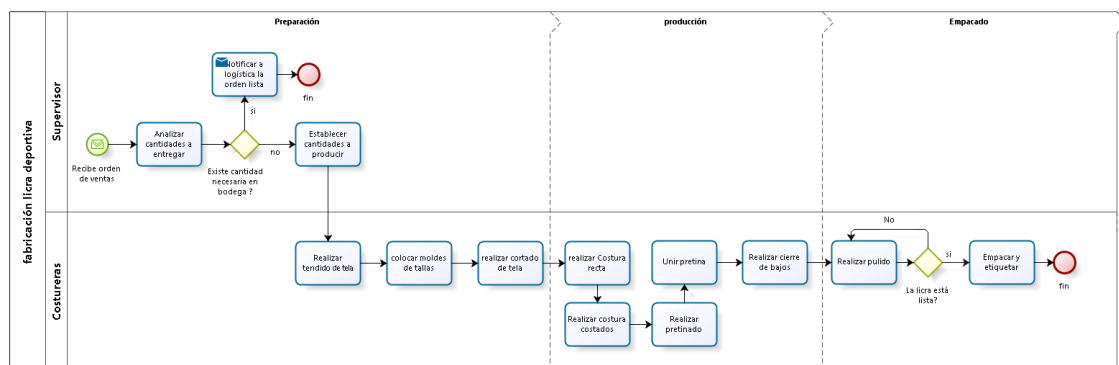 Preparación
producción
Empacado
fabricación licra deportiva
Supervisor
Notificar a
logística la
orden lista
fin
si
Analizar
cantidades a
entregar
Establecer
cantidades a
producir
no
Recibe orden
de ventas
Existe cantidad
necesaria en
bodega ?
Costureras
Realizar
tendido de tela
colocar moldes
de tallas
realizar cortado
de tela
realizar Costura
recta
Realizar costura
costados
Realizar
pretinado
Unir pretina
Realizar cierre
de bajos
No
Realizar pulido
si
La licra está
lista?
Empacar y
etiquetar
fin